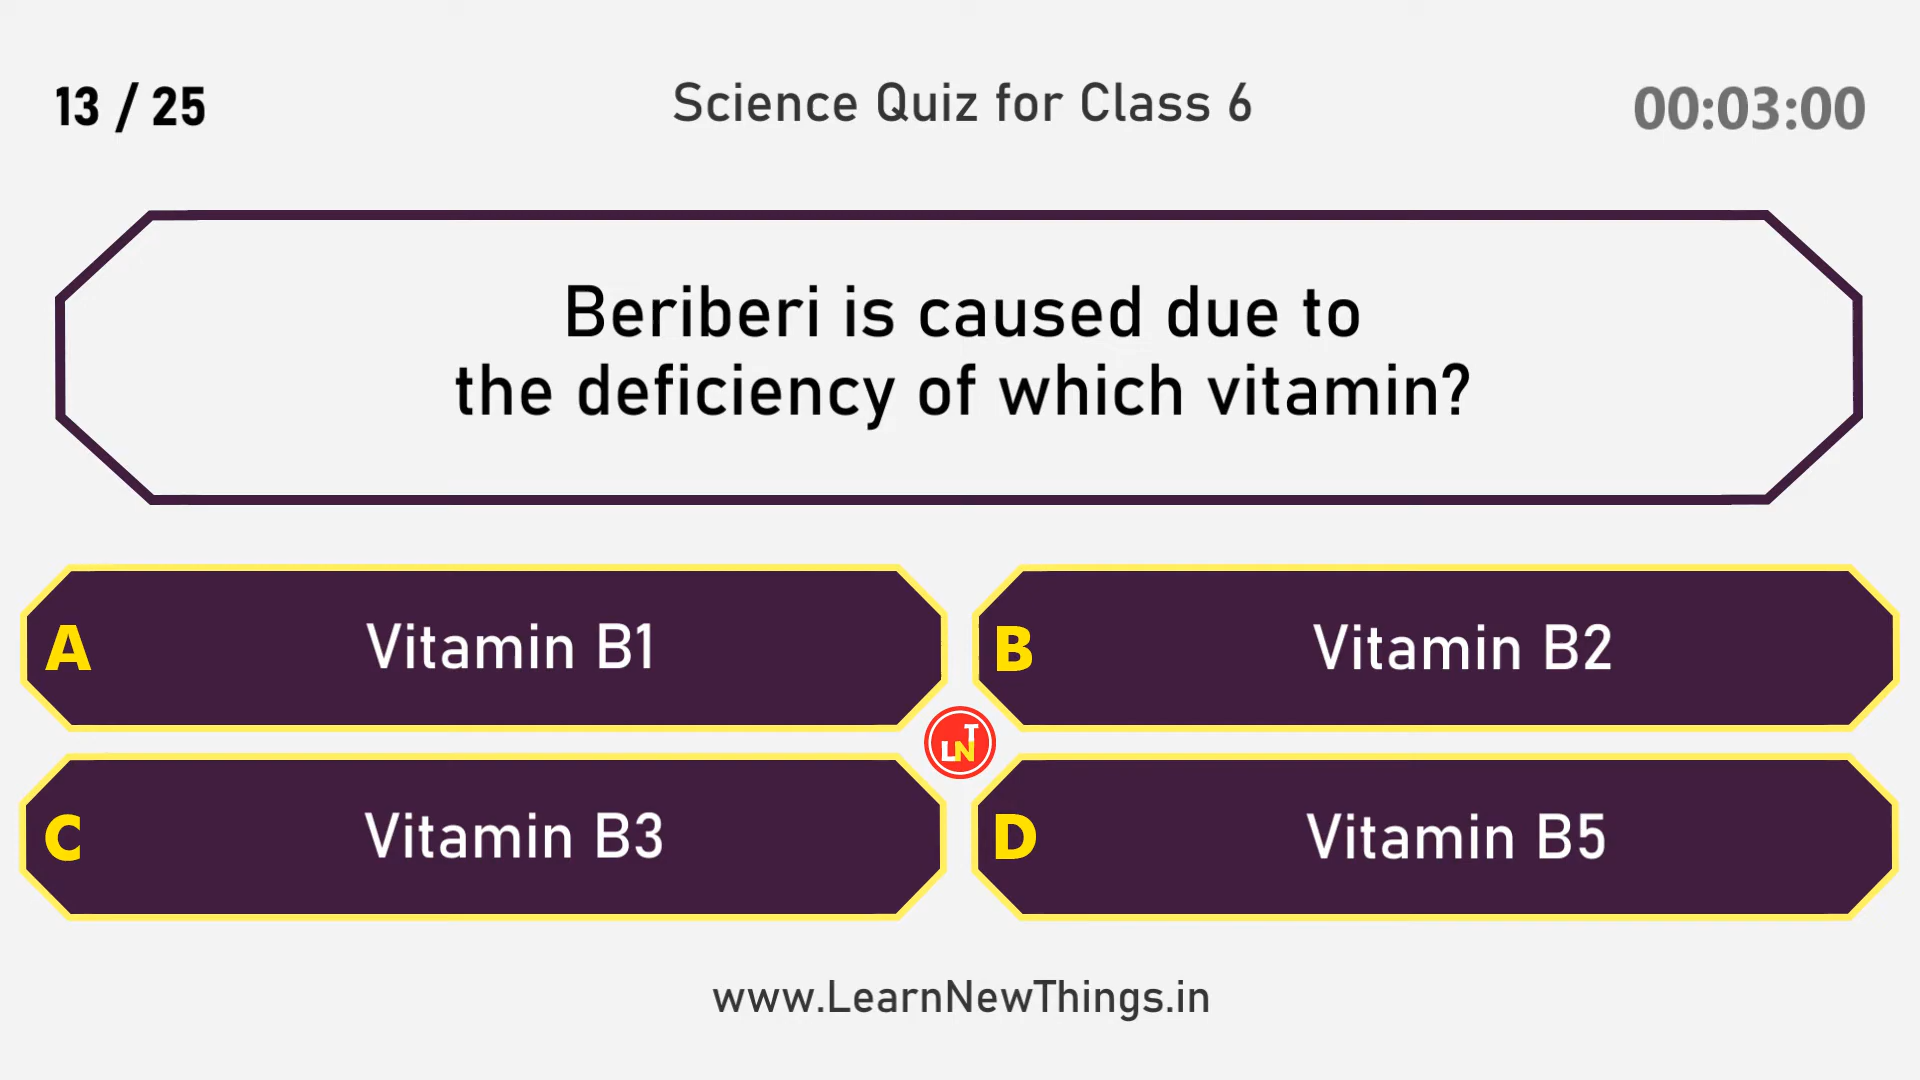 13 / 25
Science Quiz for Class 6
00:03:00
Beriberi is caused due to
the deficiency of which vitamin?
A Vitamin B1
B Vitamin B2
LNT
C Vitamin B3
D Vitamin B5
www.LearnNewThings.in